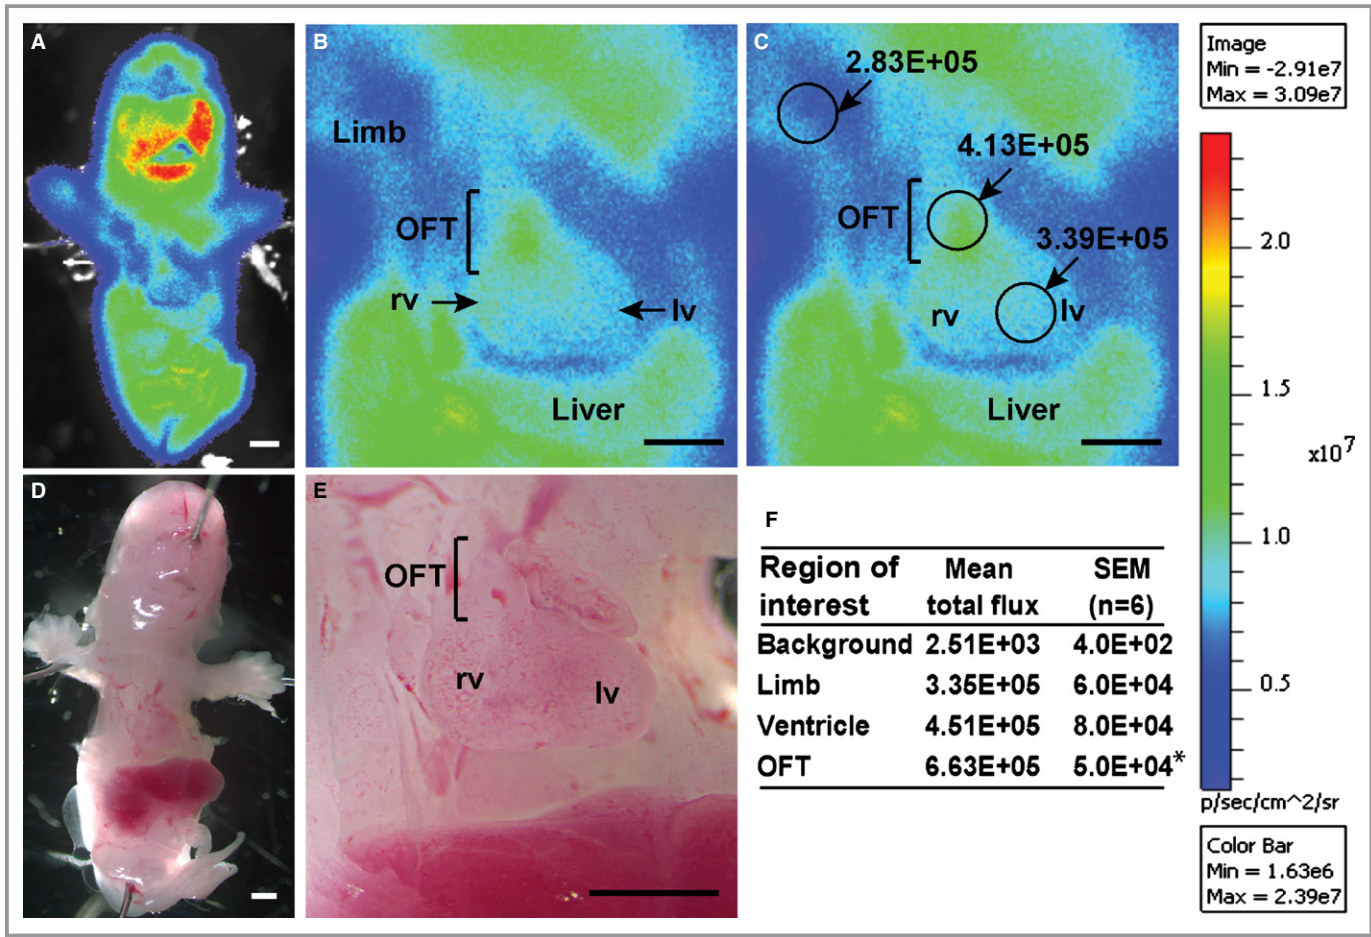 A
B
Limb
OFT
rv
lv
Liver
C
2.83E+05
4.13E+05
OFT
3.39E+05
rv
lv
Liver
Image
Min = -2.91e7
Max = 3.09e7
2.0
1.5
x10^7
1.0
0.5
p/sec/cm^2/sr
Color Bar
Min = 1.63e6
Max = 2.39e7
D
E
OFT
rv
lv
F
Region of interest Mean total flux SEM (n=6)
Background 2.51E+03 4.0E+02
Limb 3.35E+05 6.0E+04
Ventricle 4.51E+05 8.0E+04
OFT 6.63E+05 5.0E+04*